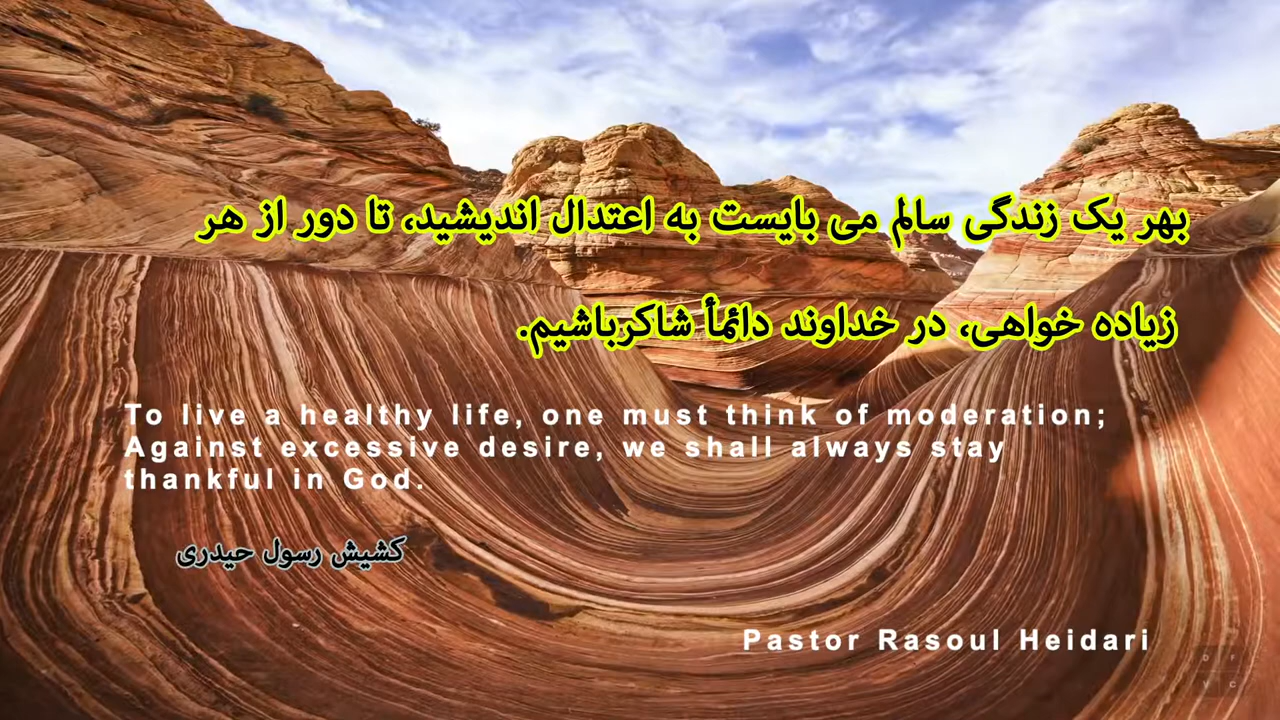 بهر یک زندگی سالم می بایست به اعتدال اندیشید، تا دور از هر
زیاده خواهی، در خداوند دائمأ شاکرباشیم.
To live a healthy life, one must think of moderation;
Against excessive desire, we shall always stay
thankful in God.
کشیش رسول حیدری
Pastor Rasoul Heidari
D F
V C